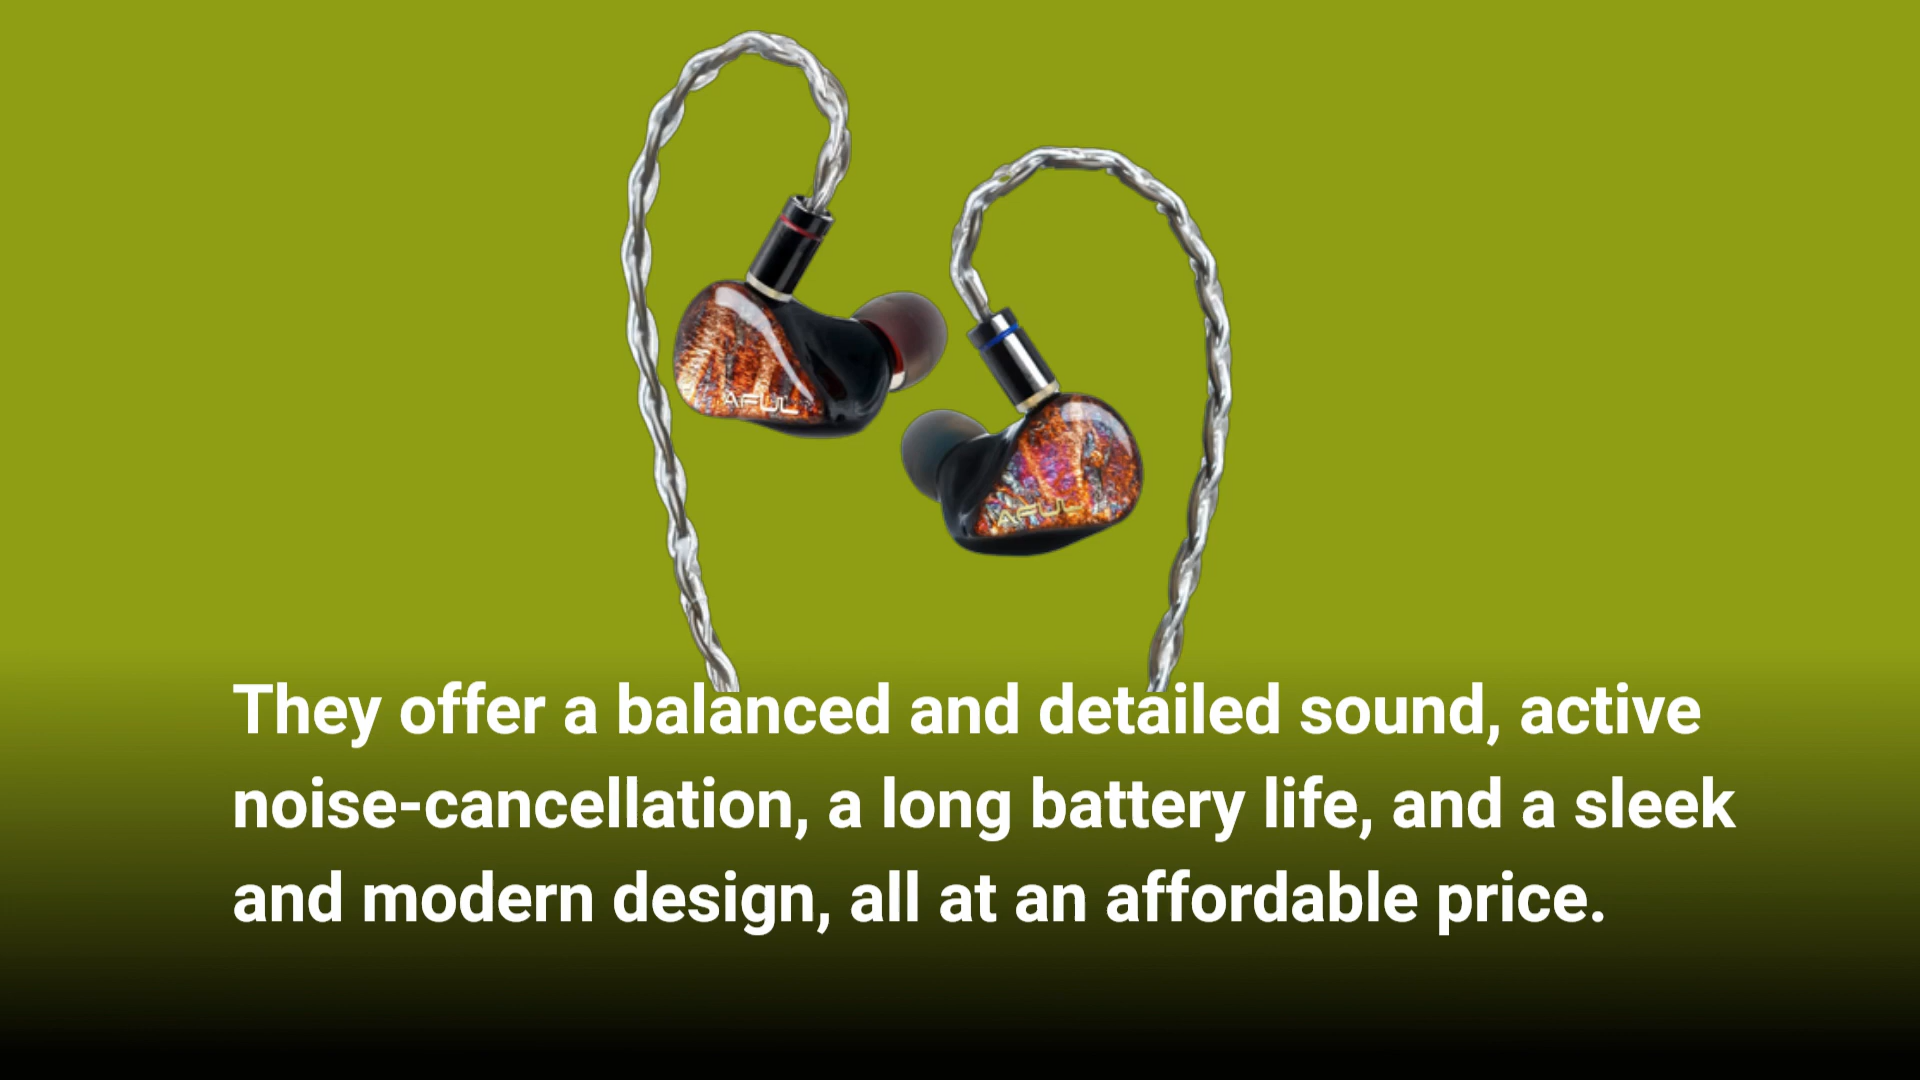 AFUL
AFUL
They offer a balanced and detailed sound, active
noise-cancellation, a long battery life, and a sleek
and modern design, all at an affordable price.